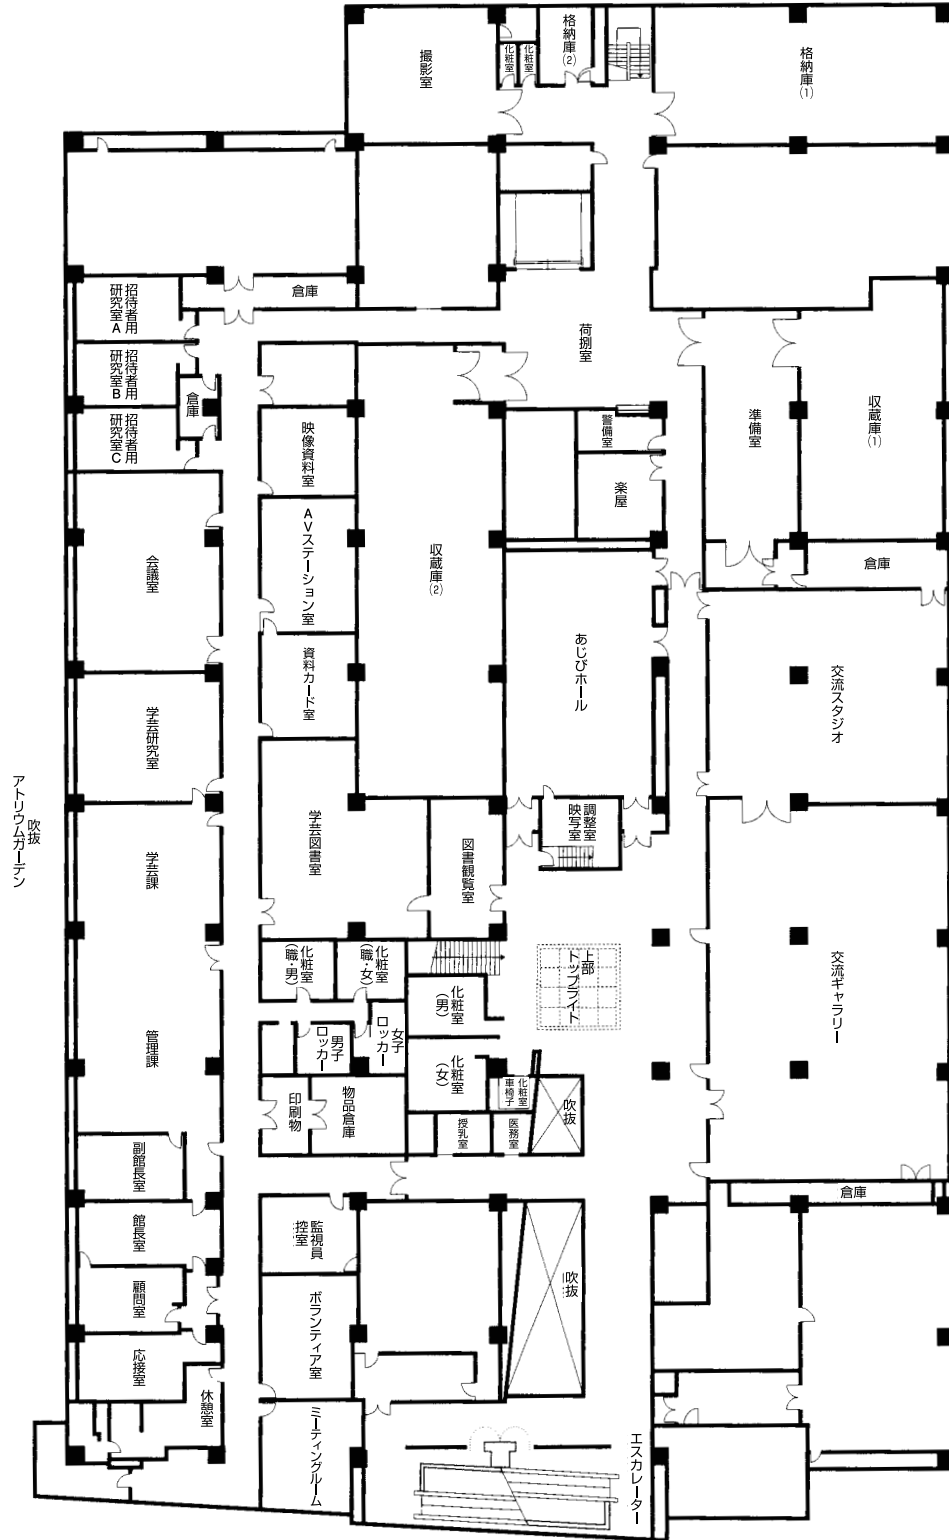 撮影室
化粧室
化粧室
格納庫(2)
格納庫(1)
倉庫
招待者用
研究室A
招待者用
研究室B
倉庫
招待者用
研究室C
荷捌室
映像資料室
警備室
楽屋
準備室
収蔵庫(1)
倉庫
会議室
AVステーション室
収蔵庫(2)
あじびホール
資料カード室
交流スタジオ
学芸研究室
吹抜
アトリウムガーデン
学芸課
学芸図書室
図書観覧室
調整室
映写室
化粧室
(職・男)
化粧室
(職・女)
上部
トップライト
交流ギャラリー
化粧室
(男)
管理課
男子
ロッカー
女子
ロッカー
化粧室
(女)
化粧室
車椅子
吹抜
印刷物
物品倉庫
授乳室
医務室
副館長室
倉庫
館長室
監視員
控室
吹抜
顧問室
ボランティア室
応接室
休憩室
ミーティングルーム
エスカレーター